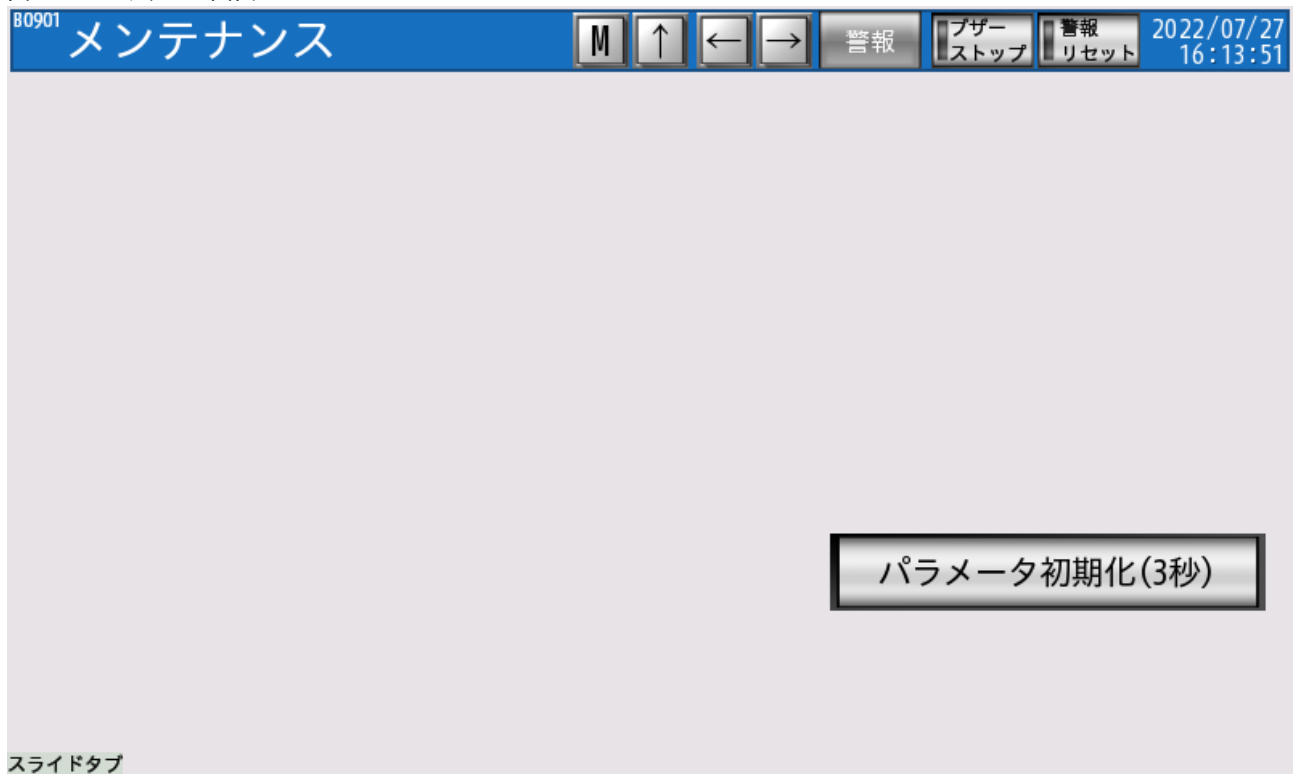 B0901
メンテナンス
M ↑ ← →
警報
ブザー
ストップ
警報
リセット
2022/07/27
16:13:51
パラメータ初期化(3秒)
スライドタブ